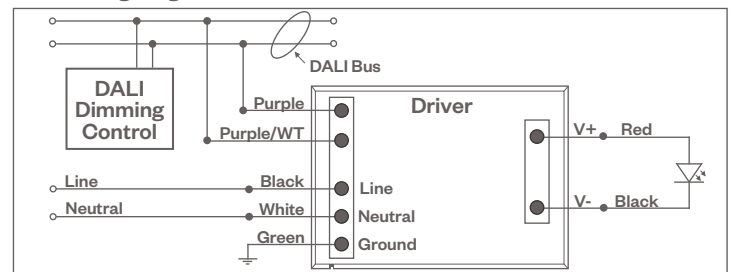 DALI Bus
DALI
Dimming
Control
Purple
Driver
Purple/WT
V+ Red
Line Black Line
V- Black
Neutral White Neutral
Green Ground